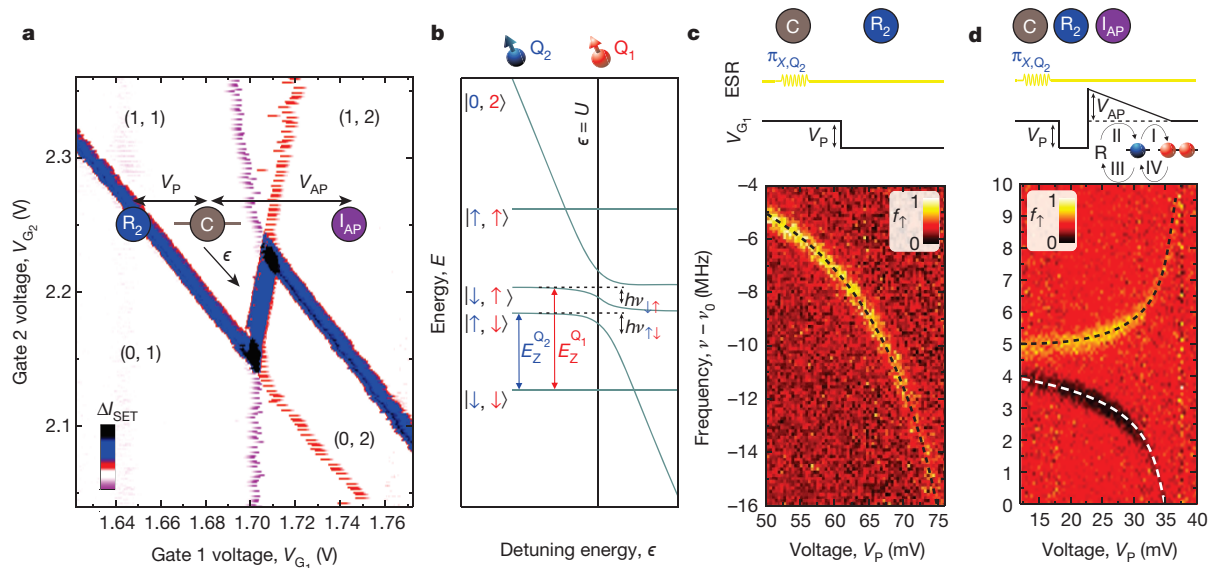 a
(1, 1)
(1, 2)
2.3
V_P
V_AP
R_2
C
I_AP
ϵ
2.2
(0, 1)
2.1
(0, 2)
ΔI_SET
1.64
1.66
1.68
1.70
1.72
1.74
1.76
Gate 2 voltage, V_G2 (V)
Gate 1 voltage, V_G1 (V)
b
Q_2
Q_1
|0, 2⟩
ϵ = U
|↑, ↑⟩
|↓, ↑⟩
hν_↓↑
|↑, ↓⟩
hν_↑↓
E_Z^Q2
E_Z^Q1
|↓, ↓⟩
Energy, E
Detuning energy, ϵ
c
C
R_2
π_X,Q2
ESR
V_G1
V_P
−4
−6
−8
−10
−12
−14
−16
1
f_↑
0
50
55
60
65
70
75
Frequency, ν − ν_0 (MHz)
Voltage, V_P (mV)
d
C
R_2
I_AP
π_X,Q2
V_AP
V_P
II
I
R
III
IV
10
9
8
7
6
5
4
3
2
1
0
1
f_↑
0
15
20
25
30
35
40
Voltage, V_P (mV)